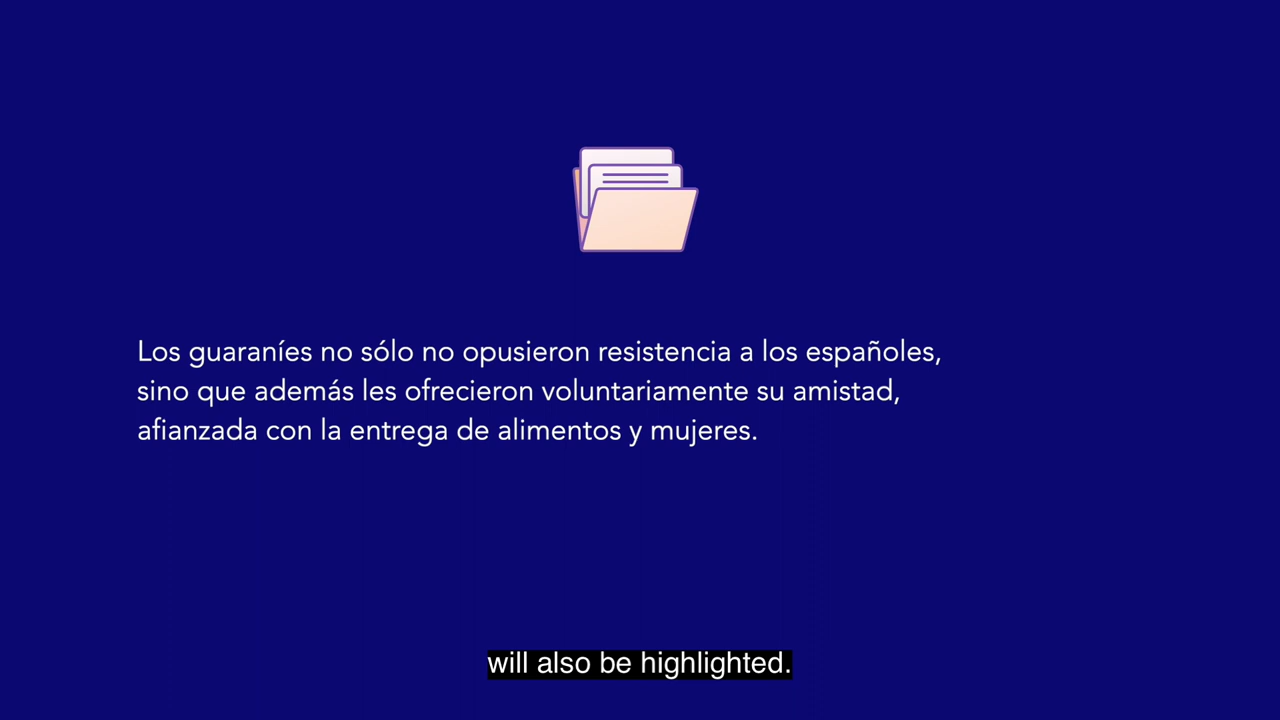 Los guaraníes no sólo no opusieron resistencia a los españoles,
sino que además les ofrecieron voluntariamente su amistad,
afianzada con la entrega de alimentos y mujeres.
will also be highlighted.